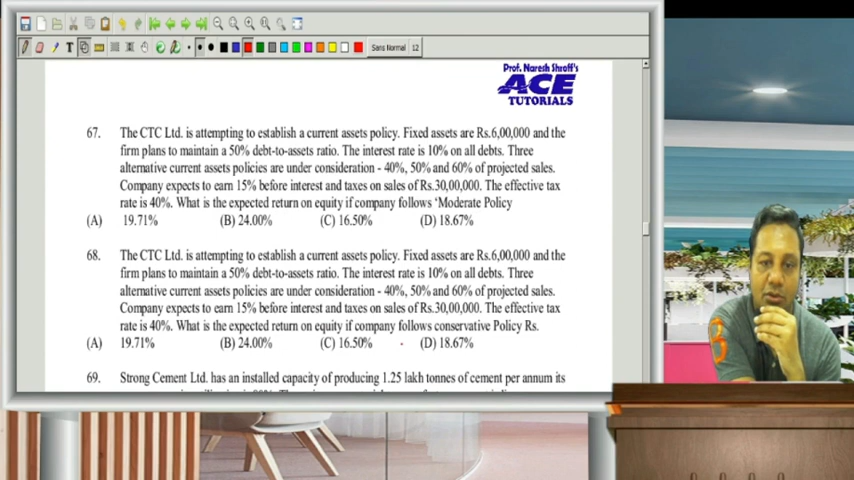 Sans Normal 12
Prof. Naresh Shroff's
ACE
TUTORIALS
67. The CTC Ltd. is attempting to establish a current assets policy. Fixed assets are Rs.6,00,000 and the
firm plans to maintain a 50% debt-to-assets ratio. The interest rate is 10% on all debts. Three
alternative current assets policies are under consideration - 40%, 50% and 60% of projected sales.
Company expects to earn 15% before interest and taxes on sales of Rs.30,00,000. The effective tax
rate is 40%. What is the expected return on equity if company follows ‘Moderate Policy
(A) 19.71% (B) 24.00% (C) 16.50% (D) 18.67%
68. The CTC Ltd. is attempting to establish a current assets policy. Fixed assets are Rs.6,00,000 and the
firm plans to maintain a 50% debt-to-assets ratio. The interest rate is 10% on all debts. Three
alternative current assets policies are under consideration - 40%, 50% and 60% of projected sales.
Company expects to earn 15% before interest and taxes on sales of Rs.30,00,000. The effective tax
rate is 40%. What is the expected return on equity if company follows conservative Policy Rs.
(A) 19.71% (B) 24.00% (C) 16.50% (D) 18.67%
69. Strong Cement Ltd. has an installed capacity of producing 1.25 lakh tonnes of cement per annum its